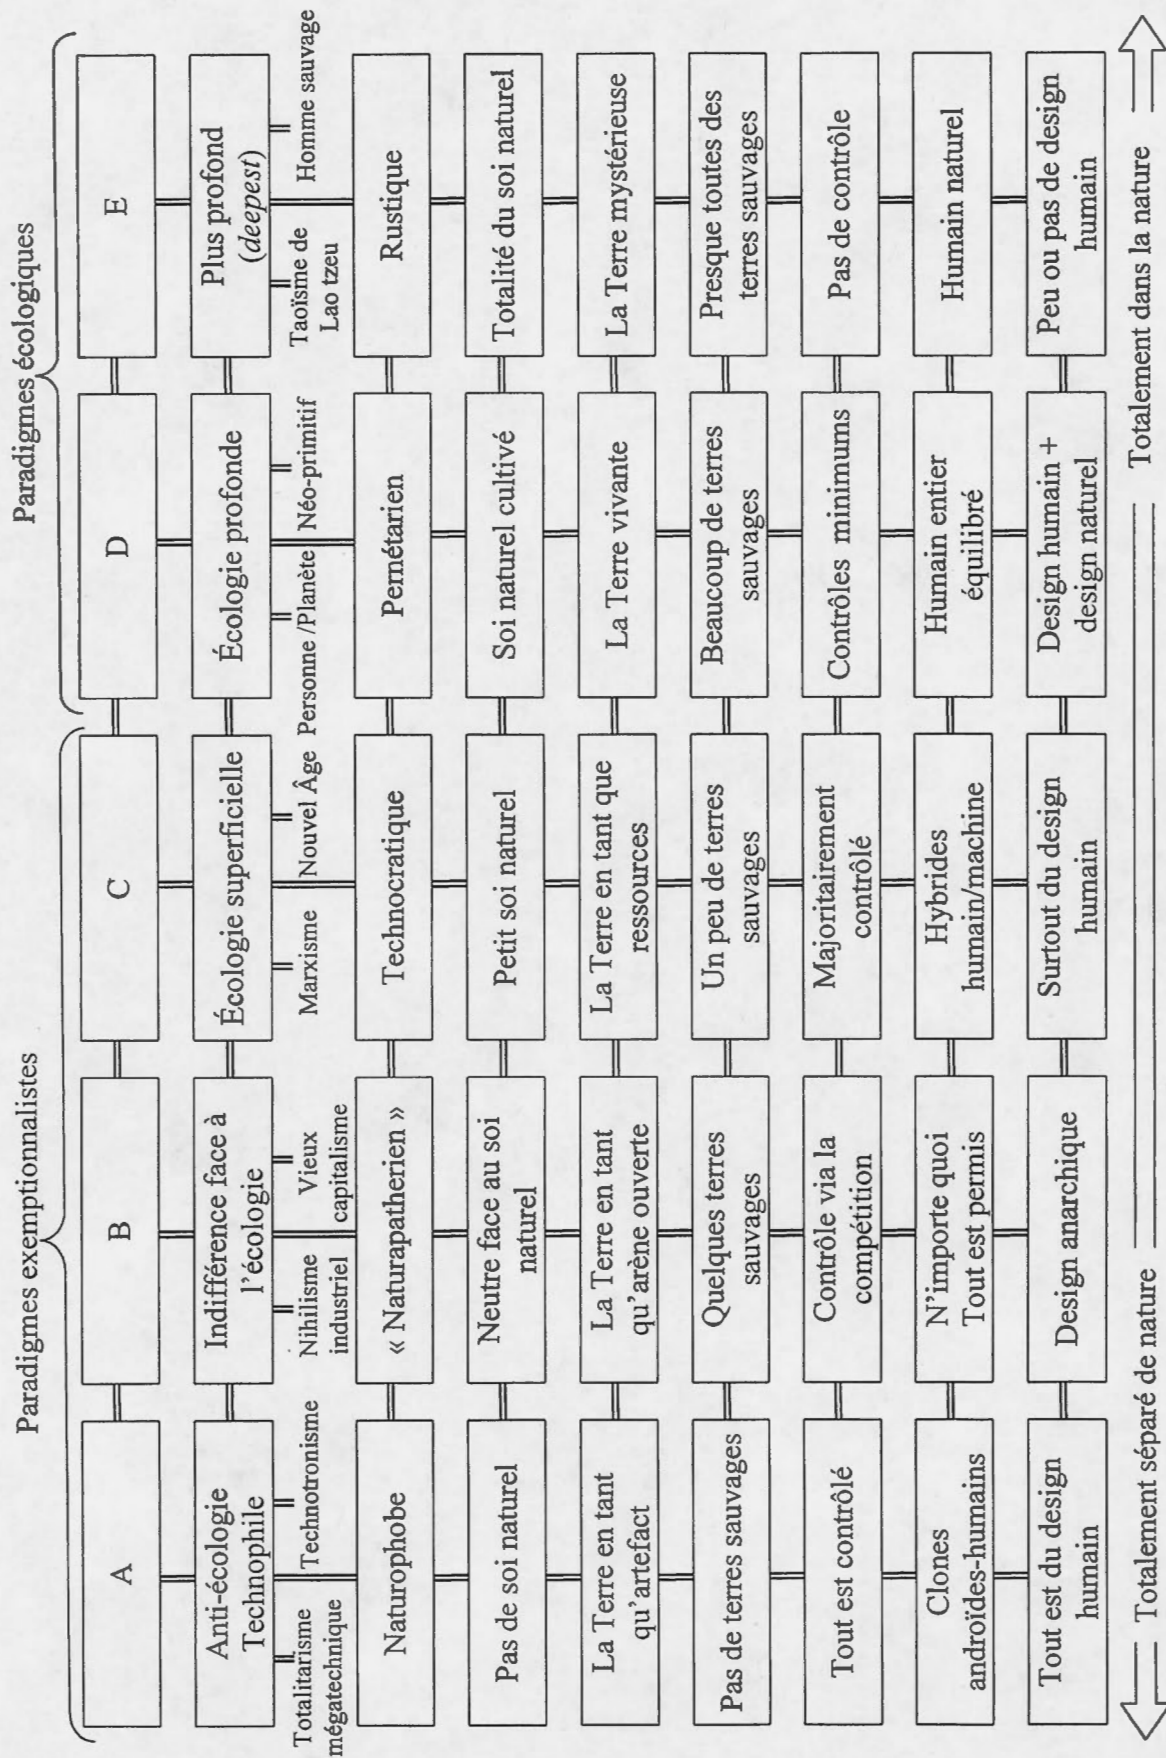 Paradigmes exemptionnalistes
Paradigmes écologiques
A
B
C
D
E
Anti-écologie
Technophile
Indifférence face à
l'écologie
Écologie superficielle
Écologie profonde
Plus profond
(deepest)
Totalitarisme
mégatechnique
Technotronisme
Nihilisme
industriel
Vieux
capitalisme
Marxisme
Nouvel Âge
Personne /Planète
Néo-primitif
Taoïsme de
Lao tzeu
Homme sauvage
Naturophobe
« Naturapatherien »
Technocratique
Pernétarien
Rustique
Pas de soi naturel
Neutre face au soi
naturel
Petit soi naturel
Soi naturel cultivé
Totalité du soi naturel
La Terre en tant
qu'artefact
La Terre en tant
qu'arène ouverte
La Terre en tant que
ressources
La Terre vivante
La Terre mystérieuse
Pas de terres sauvages
Quelques terres
sauvages
Un peu de terres
sauvages
Beaucoup de terres
sauvages
Presque toutes des
terres sauvages
Tout est contrôlé
Contrôle via la
compétition
Majoritairement
contrôlé
Contrôles minimums
Pas de contrôle
Clones
androïdes-humains
N'importe quoi
Tout est permis
Hybrides
humain/machine
Humain entier
équilibré
Humain naturel
Tout est du design
humain
Design anarchique
Surtout du design
humain
Design humain +
design naturel
Peu ou pas de design
humain
Totalement séparé de nature
Totalement dans la nature